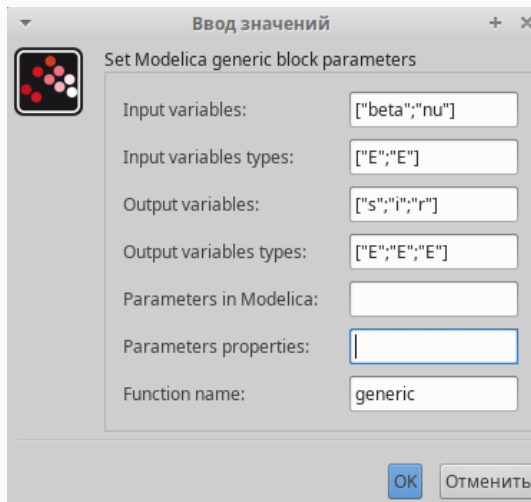 Ввод значений
Set Modelica generic block parameters
Input variables: ["beta";"nu"]
Input variables types: ["E";"E"]
Output variables: ["s";"i";"r"]
Output variables types: ["E";"E";"E"]
Parameters in Modelica:
Parameters properties:
Function name: generic
OK Отменить